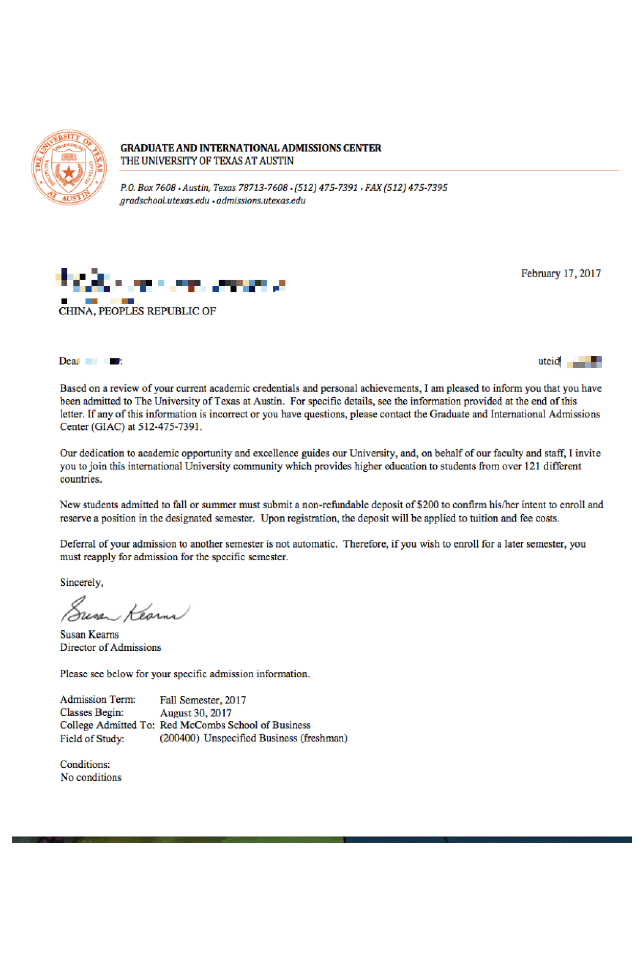 THE UNIVERSITY OF TEXAS
AT AUSTIN
GRADUATE AND INTERNATIONAL ADMISSIONS CENTER
THE UNIVERSITY OF TEXAS AT AUSTIN
P.O. Box 7608 • Austin, Texas 78713-7608 • (512) 475-7391 • FAX (512) 475-7395
gradschool.utexas.edu • admissions.utexas.edu
February 17, 2017
CHINA, PEOPLES REPUBLIC OF
Dear :
uteid
Based on a review of your current academic credentials and personal achievements, I am pleased to inform you that you have
been admitted to The University of Texas at Austin.  For specific details, see the information provided at the end of this
letter. If any of this information is incorrect or you have questions, please contact the Graduate and International Admissions
Center (GIAC) at 512-475-7391.
Our dedication to academic opportunity and excellence guides our University, and, on behalf of our faculty and staff, I invite
you to join this international University community which provides higher education to students from over 121 different
countries.
New students admitted to fall or summer must submit a non-refundable deposit of $200 to confirm his/her intent to enroll and
reserve a position in the designated semester.  Upon registration, the deposit will be applied to tuition and fee costs.
Deferral of your admission to another semester is not automatic.  Therefore, if you wish to enroll for a later semester, you
must reapply for admission for the specific semester.
Sincerely,
Susan Kearns
Susan Kearns
Director of Admissions
Please see below for your specific admission information.
Admission Term: Fall Semester, 2017
Classes Begin: August 30, 2017
College Admitted To: Red McCombs School of Business
Field of Study: (200400) Unspecified Business (freshman)
Conditions:
No conditions